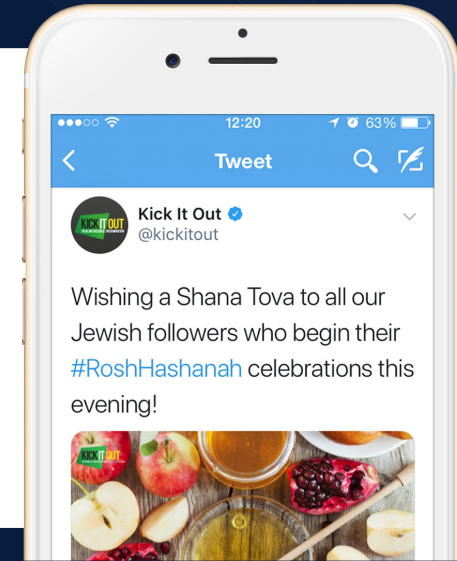 12:20
63%
Tweet
KICK IT OUT
Kick It Out
@kickitout
Wishing a Shana Tova to all our
Jewish followers who begin their
#RoshHashanah celebrations this
evening!
KICK IT OUT